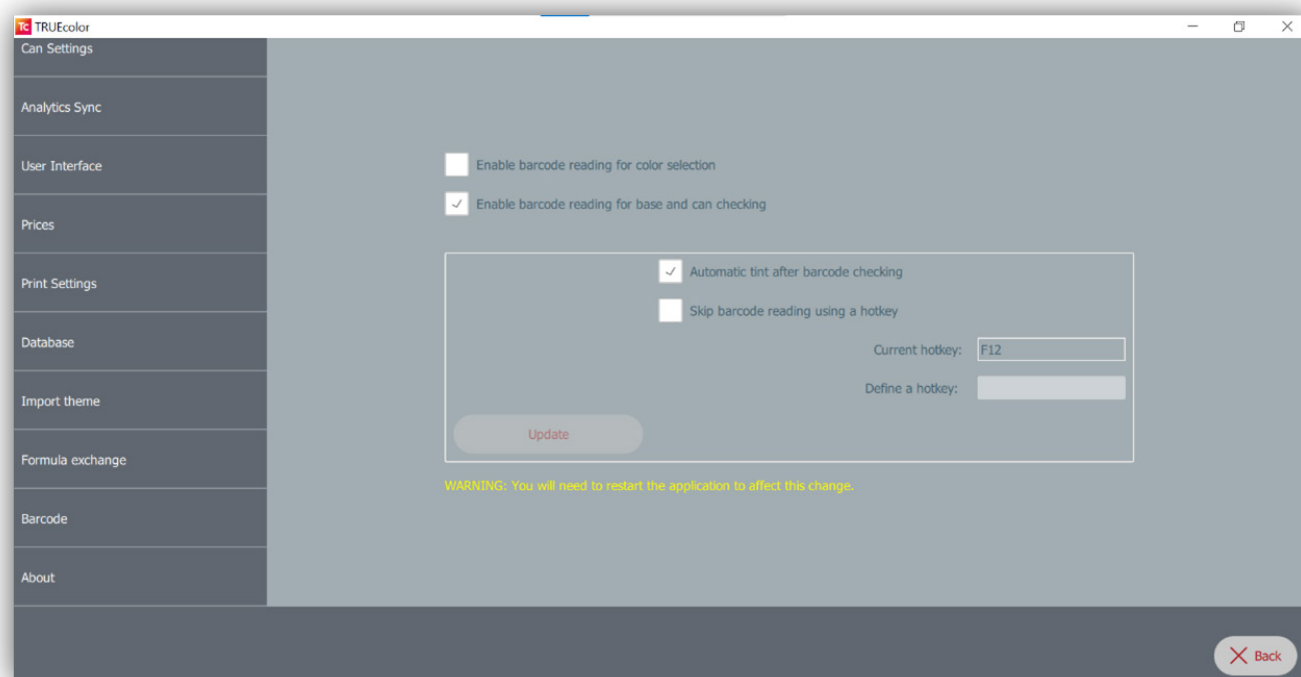 Tc TRUEcolor
Can Settings
Analytics Sync
User Interface
Prices
Print Settings
Database
Import theme
Formula exchange
Barcode
About
Enable barcode reading for color selection
Enable barcode reading for base and can checking
Automatic tint after barcode checking
Skip barcode reading using a hotkey
Current hotkey: F12
Define a hotkey:
Update
WARNING: You will need to restart the application to affect this change.
Back